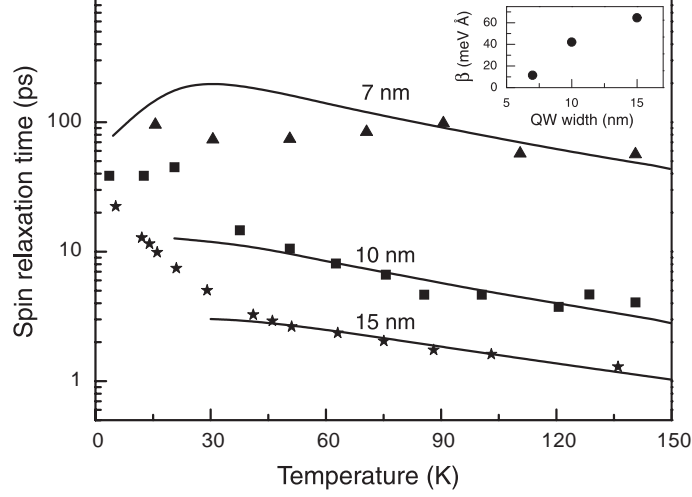 60
40
20
0
β (meV Å)
5
10
15
QW width (nm)
7 nm
100
10 nm
10
15 nm
1
Spin relaxation time (ps)
0
30
60
90
120
150
Temperature (K)